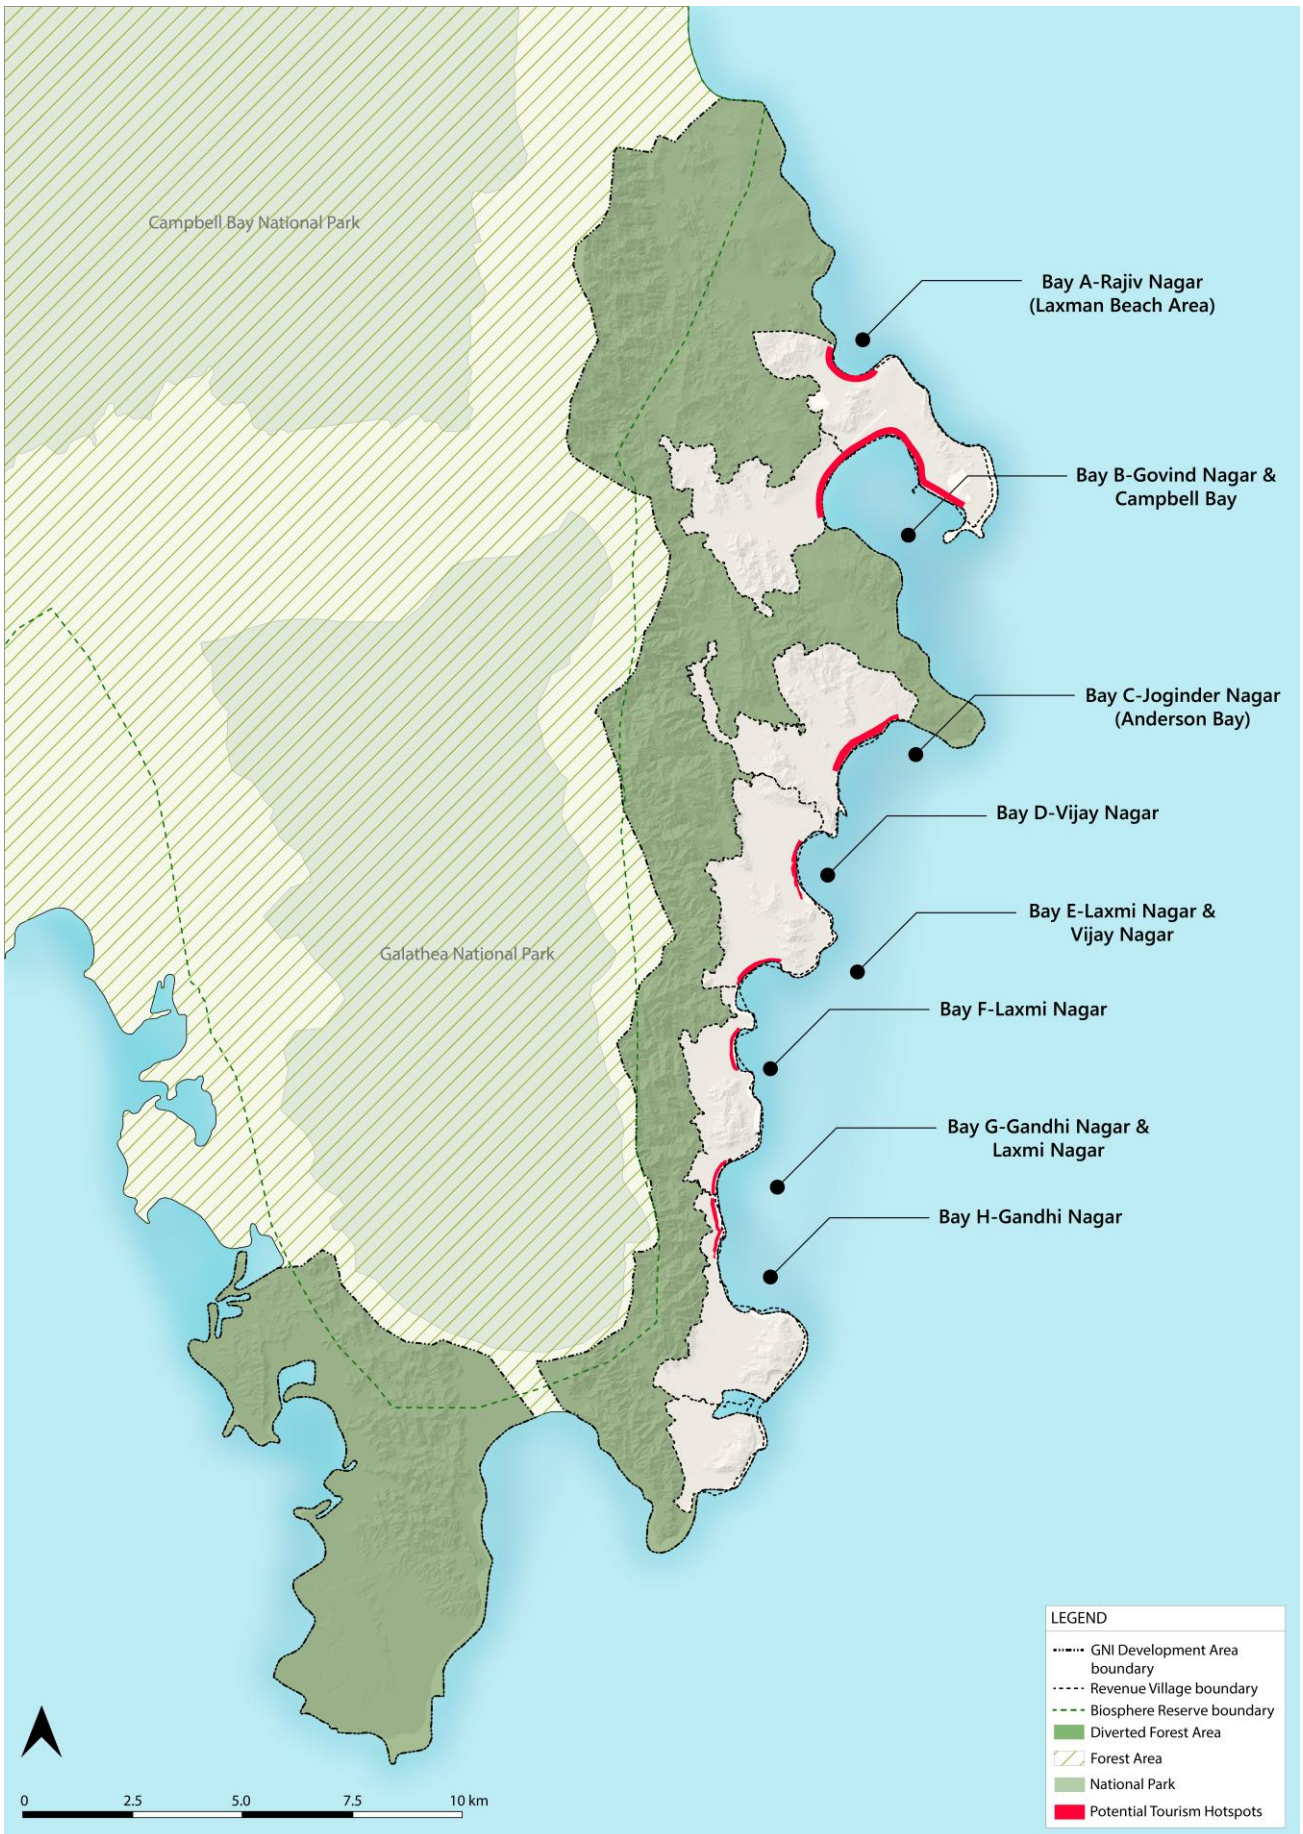 Campbell Bay National Park
Bay A-Rajiv Nagar
(Laxman Beach Area)
Bay B-Govind Nagar &
Campbell Bay
Bay C-Joginder Nagar
(Anderson Bay)
Bay D-Vijay Nagar
Bay E-Laxmi Nagar &
Vijay Nagar
Galathea National Park
Bay F-Laxmi Nagar
Bay G-Gandhi Nagar &
Laxmi Nagar
Bay H-Gandhi Nagar
LEGEND
GNI Development Area
boundary
Revenue Village boundary
Biosphere Reserve boundary
Diverted Forest Area
Forest Area
National Park
Potential Tourism Hotspots
0 2.5 5.0 7.5 10 km